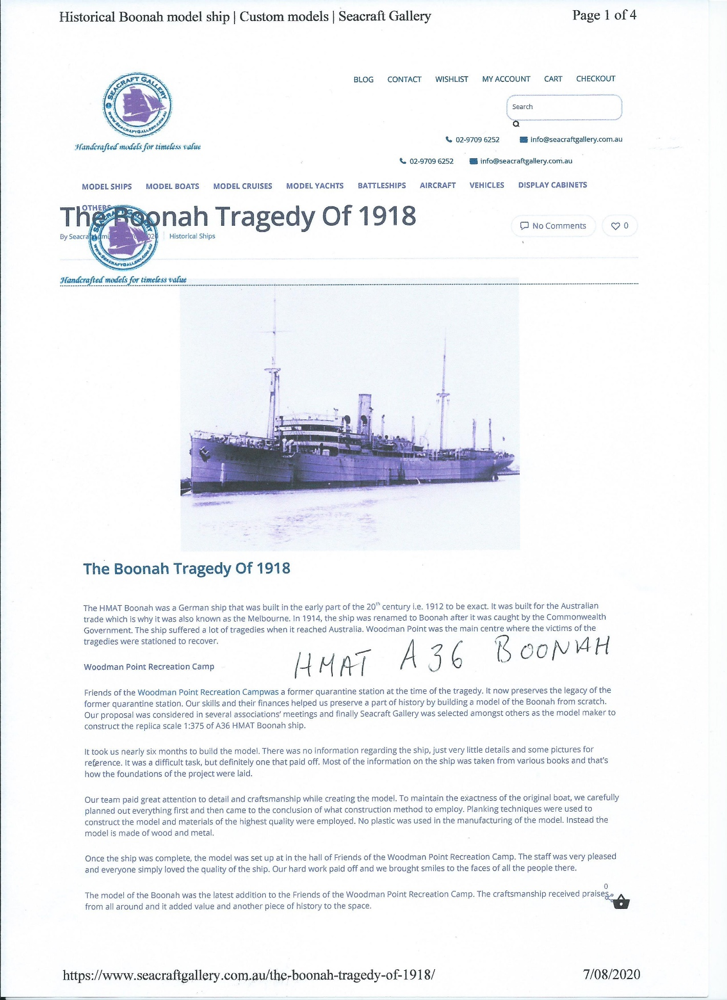 Historical Boonah model ship | Custom models | Seacraft Gallery
Page 1 of 4
SEACRAFT GALLERY
WWW.SEACRAFTGALLERY.COM.AU
Handcrafted models for timeless value
BLOG CONTACT WISHLIST MY ACCOUNT CART CHECKOUT
Search
02-9709 6252 info@seacraftgallery.com.au
02-9709 6252 info@seacraftgallery.com.au
MODEL SHIPS MODEL BOATS MODEL CRUISES MODEL YACHTS BATTLESHIPS AIRCRAFT VEHICLES DISPLAY CABINETS
OTHERS
The Boonah Tragedy Of 1918
No Comments
0
By Historical Ships
SEACRAFT GALLERY
WWW.SEACRAFTGALLERY.COM.AU
Handcrafted models for timeless value
The Boonah Tragedy Of 1918
The HMAT Boonah was a German ship that was built in the early part of the 20th century i.e. 1912 to be exact. It was built for the Australian
trade which is why it was also known as the Melbourne. In 1914, the ship was renamed to Boonah after it was caught by the Commonwealth
Government. The ship suffered a lot of tragedies when it reached Australia. Woodman Point was the main centre where the victims of the
tragedies were stationed to recover.
HMAT A36 BOONAH
Woodman Point Recreation Camp
Friends of the Woodman Point Recreation Campwas a former quarantine station at the time of the tragedy. It now preserves the legacy of the
former quarantine station. Our skills and their finances helped us preserve a part of history by building a model of the Boonah from scratch.
Our proposal was considered in several associations' meetings and finally Seacraft Gallery was selected amongst others as the model maker to
construct the replica scale 1:375 of A36 HMAT Boonah ship.
It took us nearly six months to build the model. There was no information regarding the ship, just very little details and some pictures for
reference. It was a difficult task, but definitely one that paid off. Most of the information on the ship was taken from various books and that's
how the foundations of the project were laid.
Our team paid great attention to detail and craftsmanship while creating the model. To maintain the exactness of the original boat, we carefully
planned out everything first and then came to the conclusion of what construction method to employ. Planking techniques were used to
construct the model and materials of the highest quality were employed. No plastic was used in the manufacturing of the model. Instead the
model is made of wood and metal.
Once the ship was complete, the model was set up at in the hall of Friends of the Woodman Point Recreation Camp. The staff was very pleased
and everyone simply loved the quality of the ship. Our hard work paid off and we brought smiles to the faces of all the people there.
0
The model of the Boonah was the latest addition to the Friends of the Woodman Point Recreation Camp. The craftsmanship received praises
from all around and it added value and another piece of history to the space.
https://www.seacraftgallery.com.au/the-boonah-tragedy-of-1918/
7/08/2020